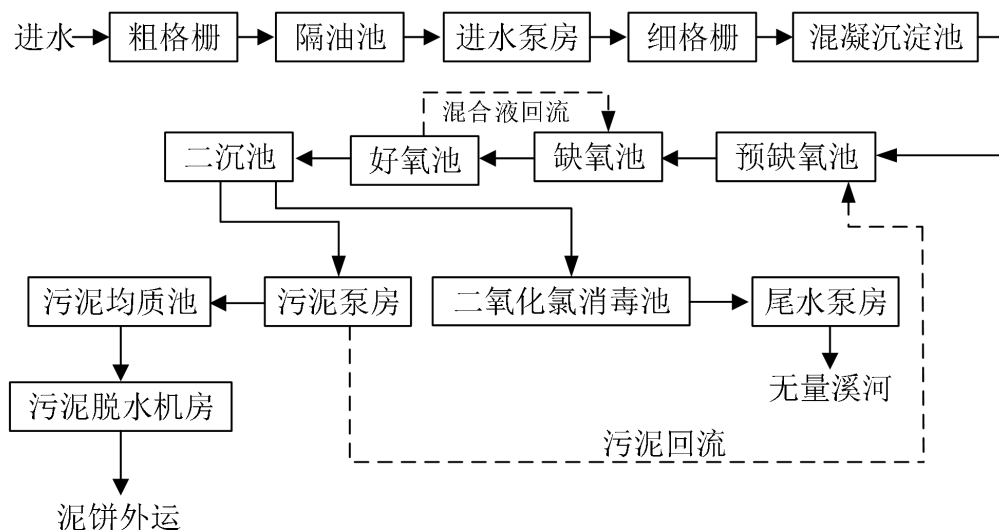 进水
粗格栅
隔油池
进水泵房
细格栅
混凝沉淀池
混合液回流
二沉池
好氧池
缺氧池
预缺氧池
污泥均质池
污泥泵房
二氧化氯消毒池
尾水泵房
无量溪河
污泥脱水机房
污泥回流
泥饼外运